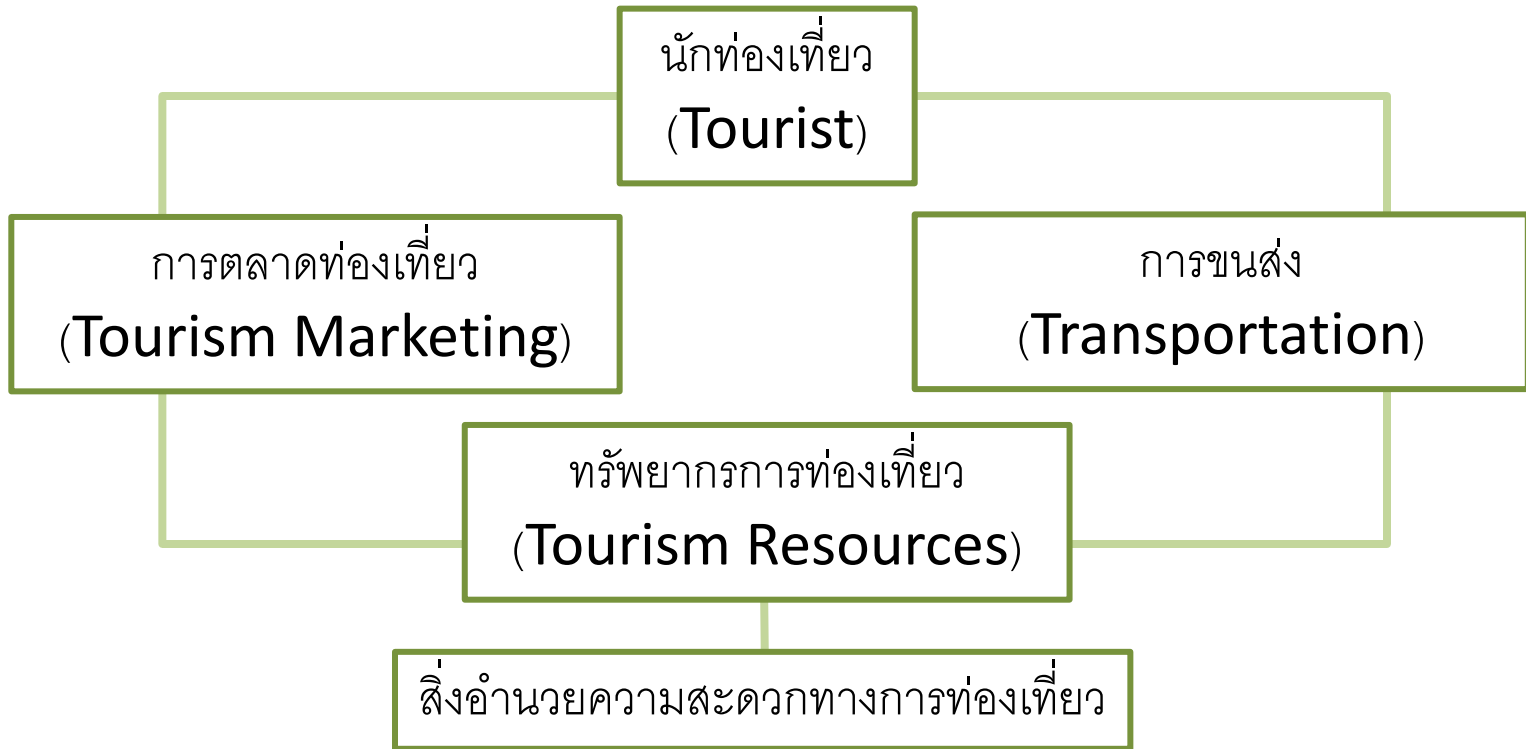 นักท่องเที่ยว
(Tourist)
การตลาดท่องเที่ยว
(Tourism Marketing)
การขนส่ง
(Transportation)
ทรัพยากรการท่องเที่ยว
(Tourism Resources)
สิ่งอำนวยความสะดวกทางการท่องเที่ยว